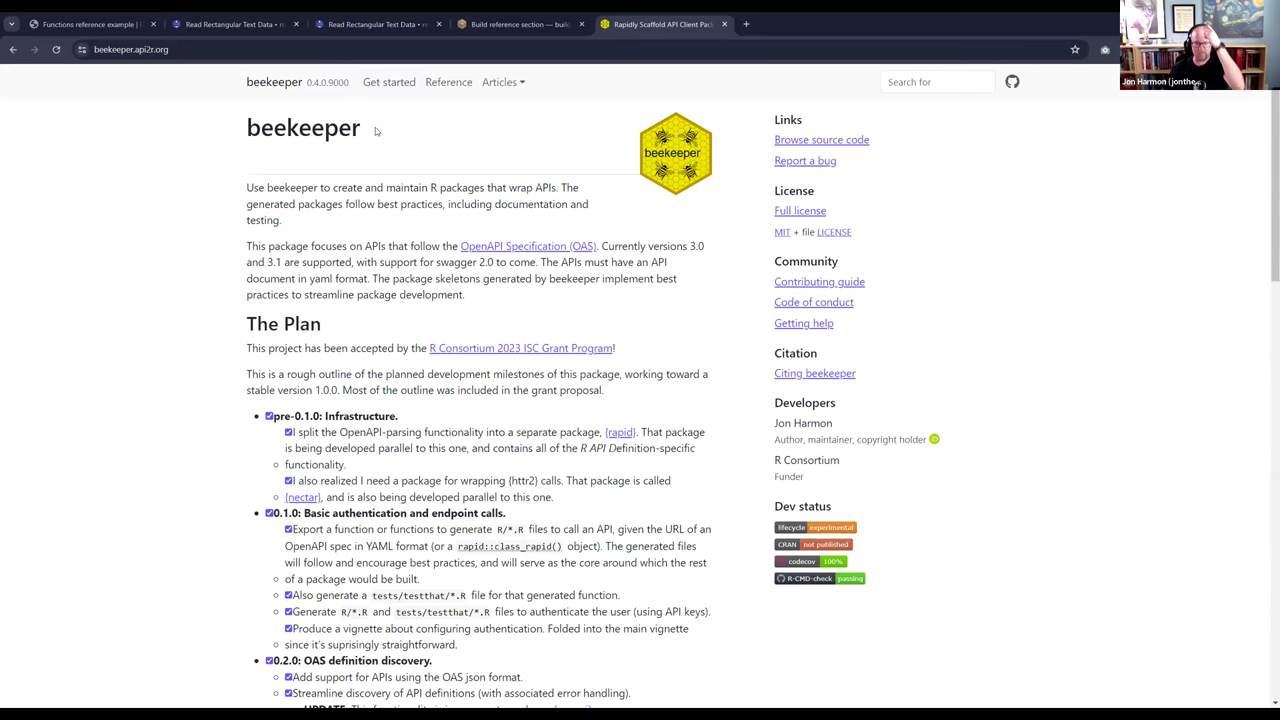 Functions reference example |
Read Rectangular Text Data •
Read Rectangular Text Data •
Build reference section — buil
Rapidly Scaffold API Client Pac
beekeeper.api2r.org
Jon Harmon (jonthe...
beekeeper 0.4.0.9000 Get started Reference Articles
Search for
beekeeper
beekeeper
Use beekeeper to create and maintain R packages that wrap APIs. The
generated packages follow best practices, including documentation and
testing.
This package focuses on APIs that follow the OpenAPI Specification (OAS). Currently versions 3.0
and 3.1 are supported, with support for swagger 2.0 to come. The APIs must have an API
document in yaml format. The package skeletons generated by beekeeper implement best
practices to streamline package development.
The Plan
This project has been accepted by the R Consortium 2023 ISC Grant Program!
This is a rough outline of the planned development milestones of this package, working toward a
stable version 1.0.0. Most of the outline was included in the grant proposal.
pre-0.1.0: Infrastructure.
I split the OpenAPI-parsing functionality into a separate package, {rapid}. That package
is being developed parallel to this one, and contains all of the R API Definition-specific
functionality.
I also realized I need a package for wrapping {httr2} calls. That package is called
{nectar}, and is also being developed parallel to this one.
0.1.0: Basic authentication and endpoint calls.
Export a function or functions to generate R/*.R files to call an API, given the URL of an
OpenAPI spec in YAML format (or a rapid::class_rapid() object). The generated files
will follow and encourage best practices, and will serve as the core around which the rest
of a package would be built.
Also generate a tests/testthat/*.R file for that generated function.
Generate R/*.R and tests/testthat/*.R files to authenticate the user (using API keys).
Produce a vignette about configuring authentication. Folded into the main vignette
since it's suprisingly straightforward.
0.2.0: OAS definition discovery.
Add support for APIs using the OAS json format.
Streamline discovery of API definitions (with associated error handling).
Links
Browse source code
Report a bug
License
Full license
MIT + file LICENSE
Community
Contributing guide
Code of conduct
Getting help
Citation
Citing beekeeper
Developers
Jon Harmon
Author, maintainer, copyright holder
R Consortium
Funder
Dev status
lifecycle experimental
CRAN not published
codecov 100%
R-CMD-check passing